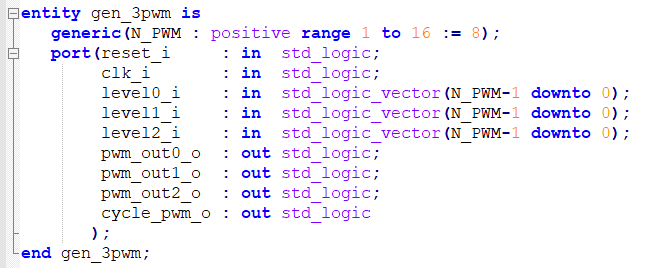 entity gen_3pwm is
generic(N_PWM : positive range 1 to 16 := 8);
port(reset_i : in std_logic;
clk_i : in std_logic;
level0_i : in std_logic_vector(N_PWM-1 downto 0);
level1_i : in std_logic_vector(N_PWM-1 downto 0);
level2_i : in std_logic_vector(N_PWM-1 downto 0);
pwm_out0_o : out std_logic;
pwm_out1_o : out std_logic;
pwm_out2_o : out std_logic;
cycle_pwm_o : out std_logic
);
end gen_3pwm;